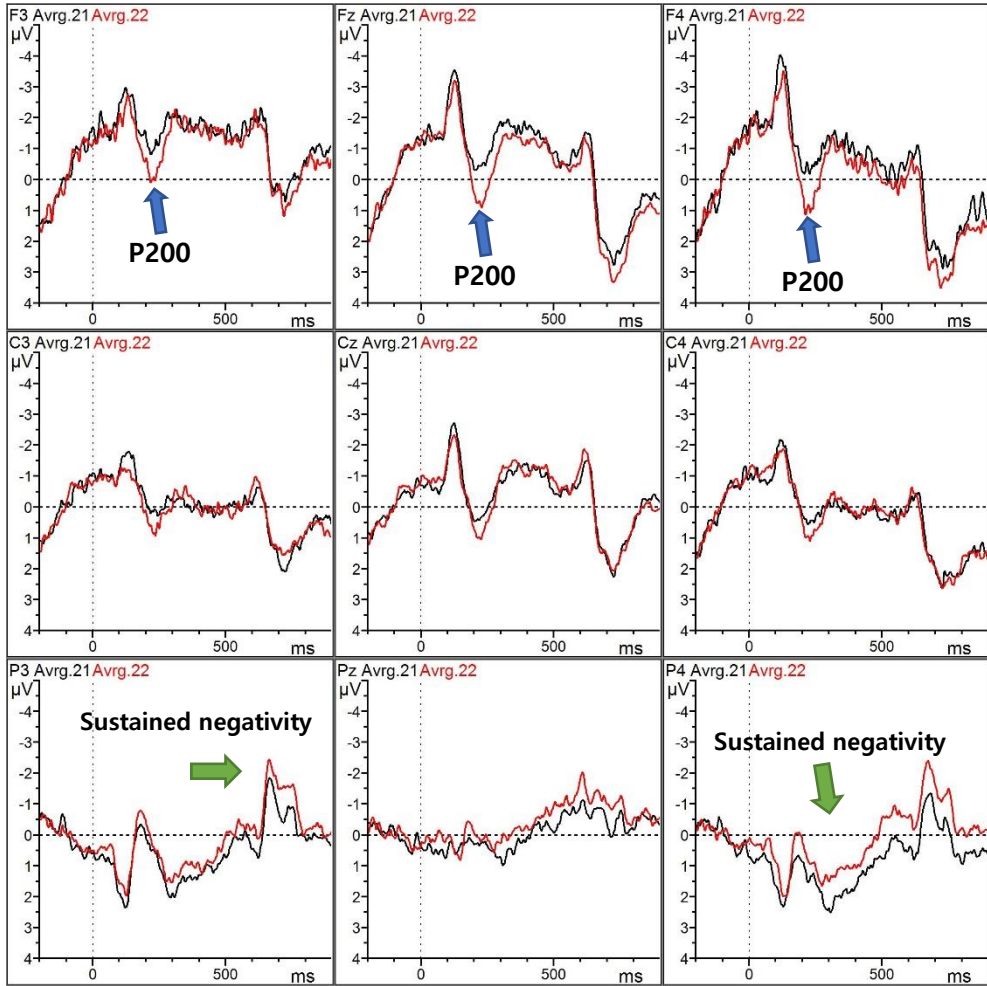 F3 Avrg.21 Avrg.22
µV
-4
-3
-2
-1
0
1
2
3
4
P200
0 500 ms
Fz Avrg.21 Avrg.22
µV
-4
-3
-2
-1
0
1
2
3
4
P200
0 500 ms
F4 Avrg.21 Avrg.22
µV
-4
-3
-2
-1
0
1
2
3
4
P200
0 500 ms
C3 Avrg.21 Avrg.22
µV
-4
-3
-2
-1
0
1
2
3
4
0 500 ms
Cz Avrg.21 Avrg.22
µV
-4
-3
-2
-1
0
1
2
3
4
0 500 ms
C4 Avrg.21 Avrg.22
µV
-4
-3
-2
-1
0
1
2
3
4
0 500 ms
P3 Avrg.21 Avrg.22
µV
-4
Sustained negativity
-3
-2
-1
0
1
2
3
4
0 500 ms
Pz Avrg.21 Avrg.22
µV
-4
-3
-2
-1
0
1
2
3
4
0 500 ms
P4 Avrg.21 Avrg.22
µV
-4
-3
Sustained negativity
-2
-1
0
1
2
3
4
0 500 ms